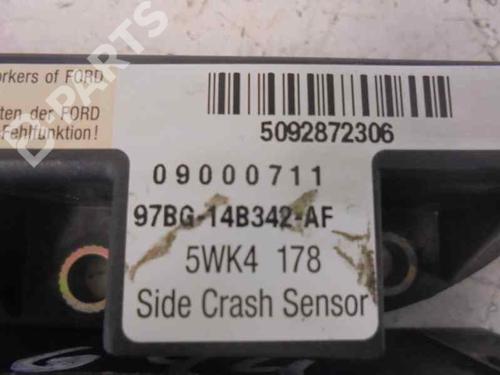 orkers of FORD
ten der FORD
Fehlfunktion!
5092872306
09000711
97BG-14B342-AF
5WK4 178
Side Crash Sensor
D-PARTS